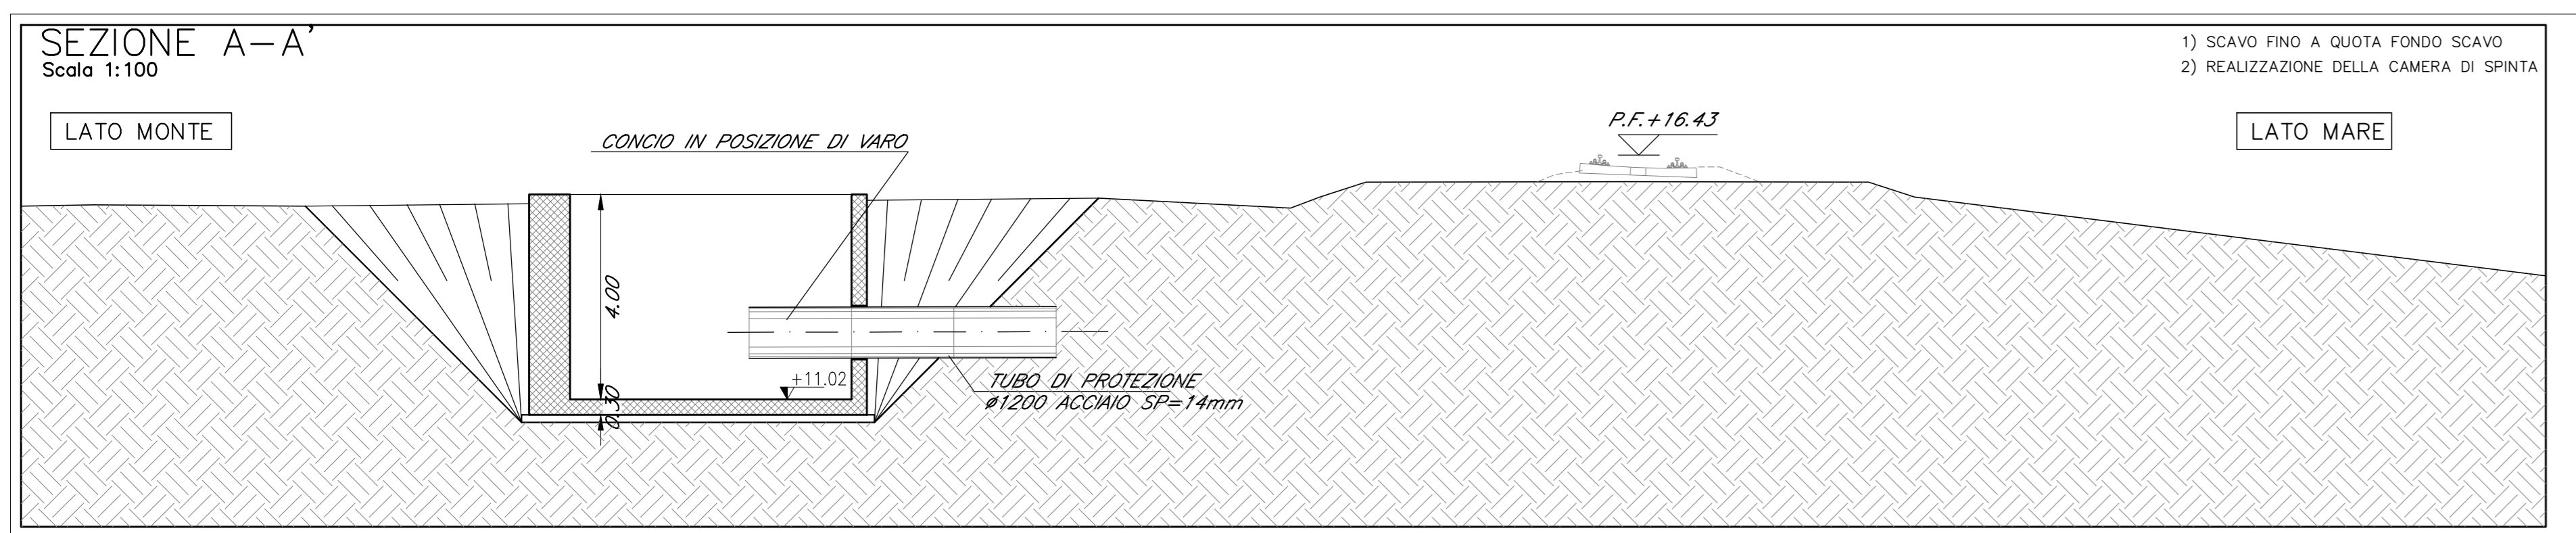 SEZIONE A-A'
Scala 1:100
1) SCAVO FINO A QUOTA FONDO SCAVO
2) REALIZZAZIONE DELLA CAMERA DI SPINTA
LATO MONTE
CONCIO IN POSIZIONE DI VARO
P.F.+16.43
LATO MARE
4.00
+11.02
0.30
TUBO DI PROTEZIONE
ø1200 ACCIAIO SP=14mm